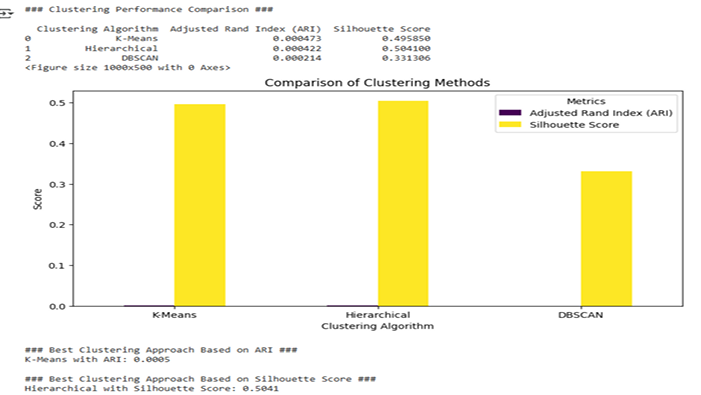 ### Clustering Performance Comparison ###
Clustering Algorithm Adjusted Rand Index (ARI) Silhouette Score
0 K-Means 0.000473 0.495850
1 Hierarchical 0.000422 0.504100
2 DBSCAN 0.000214 0.331306
<Figure size 1000x500 with 0 Axes>
Comparison of Clustering Methods
Metrics
Adjusted Rand Index (ARI)
Silhouette Score
0.5
0.4
0.3
0.2
0.1
0.0
Score
K-Means Hierarchical DBSCAN
Clustering Algorithm
### Best Clustering Approach Based on ARI ###
K-Means with ARI: 0.0005
### Best Clustering Approach Based on Silhouette Score ###
Hierarchical with Silhouette Score: 0.5041